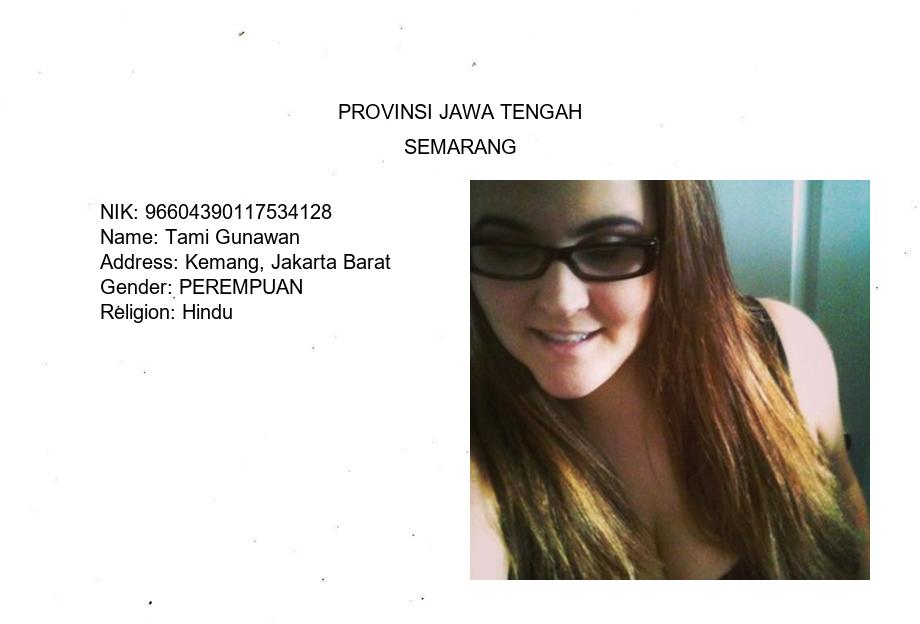 PROVINSI JAWA TENGAH
SEMARANG
NIK: 96604390117534128
Name: Tami Gunawan
Address: Kemang, Jakarta Barat
Gender: PEREMPUAN
Religion: Hindu